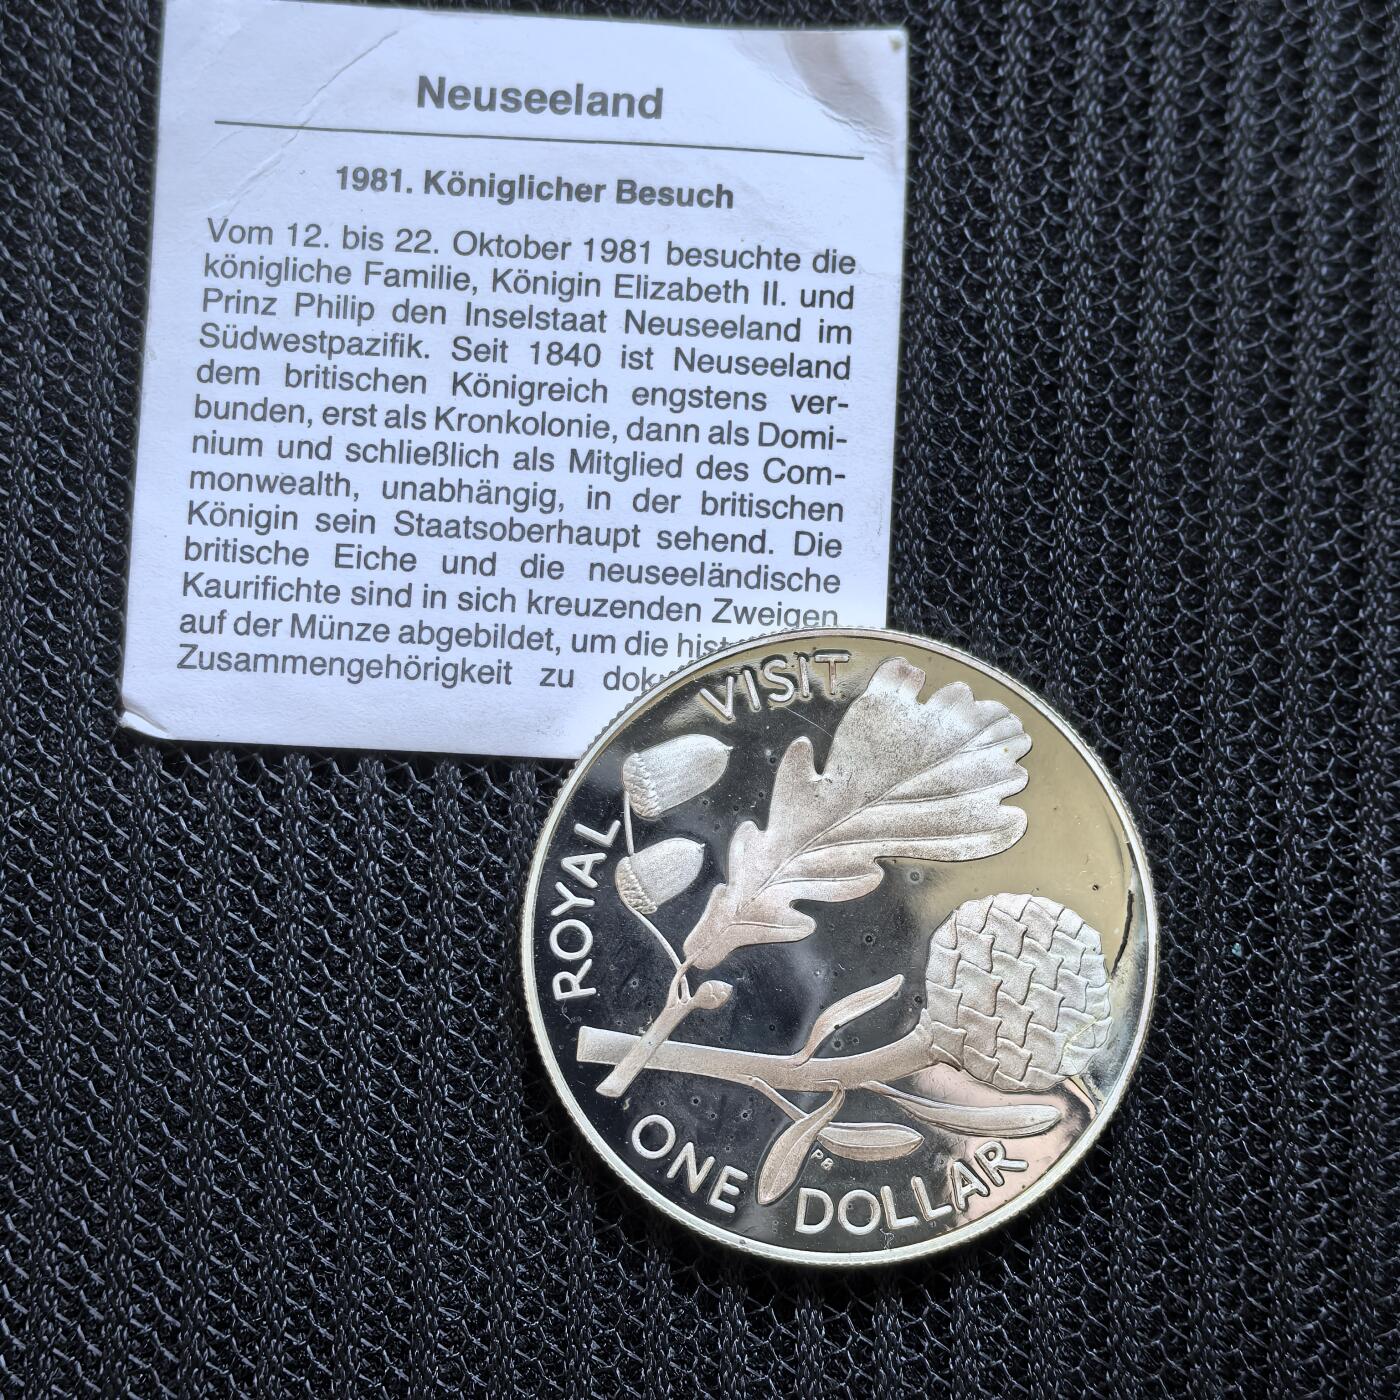 Neuseeland
1981. Königlicher Besuch
Vom 12. bis 22. Oktober 1981 besuchte die
königliche Familie, Königin Elizabeth II. und
Prinz Philip den Inselstaat Neuseeland im
Südwestpazifik. Seit 1840 ist Neuseeland
dem britischen Königreich engstens ver-
bunden, erst als Kronkolonie, dann als Domi-
nium und schließlich als Mitglied des Com-
monwealth, unabhängig, in der britischen
Königin sein Staatsoberhaupt sehend. Die
britische Eiche und die neuseeländische
Kaurifichte sind in sich kreuzenden Zweigen
auf der Münze abgebildet, um die
Zusammengehörigkeit zu
ROYAL VISIT
PB
ONE DOLLAR